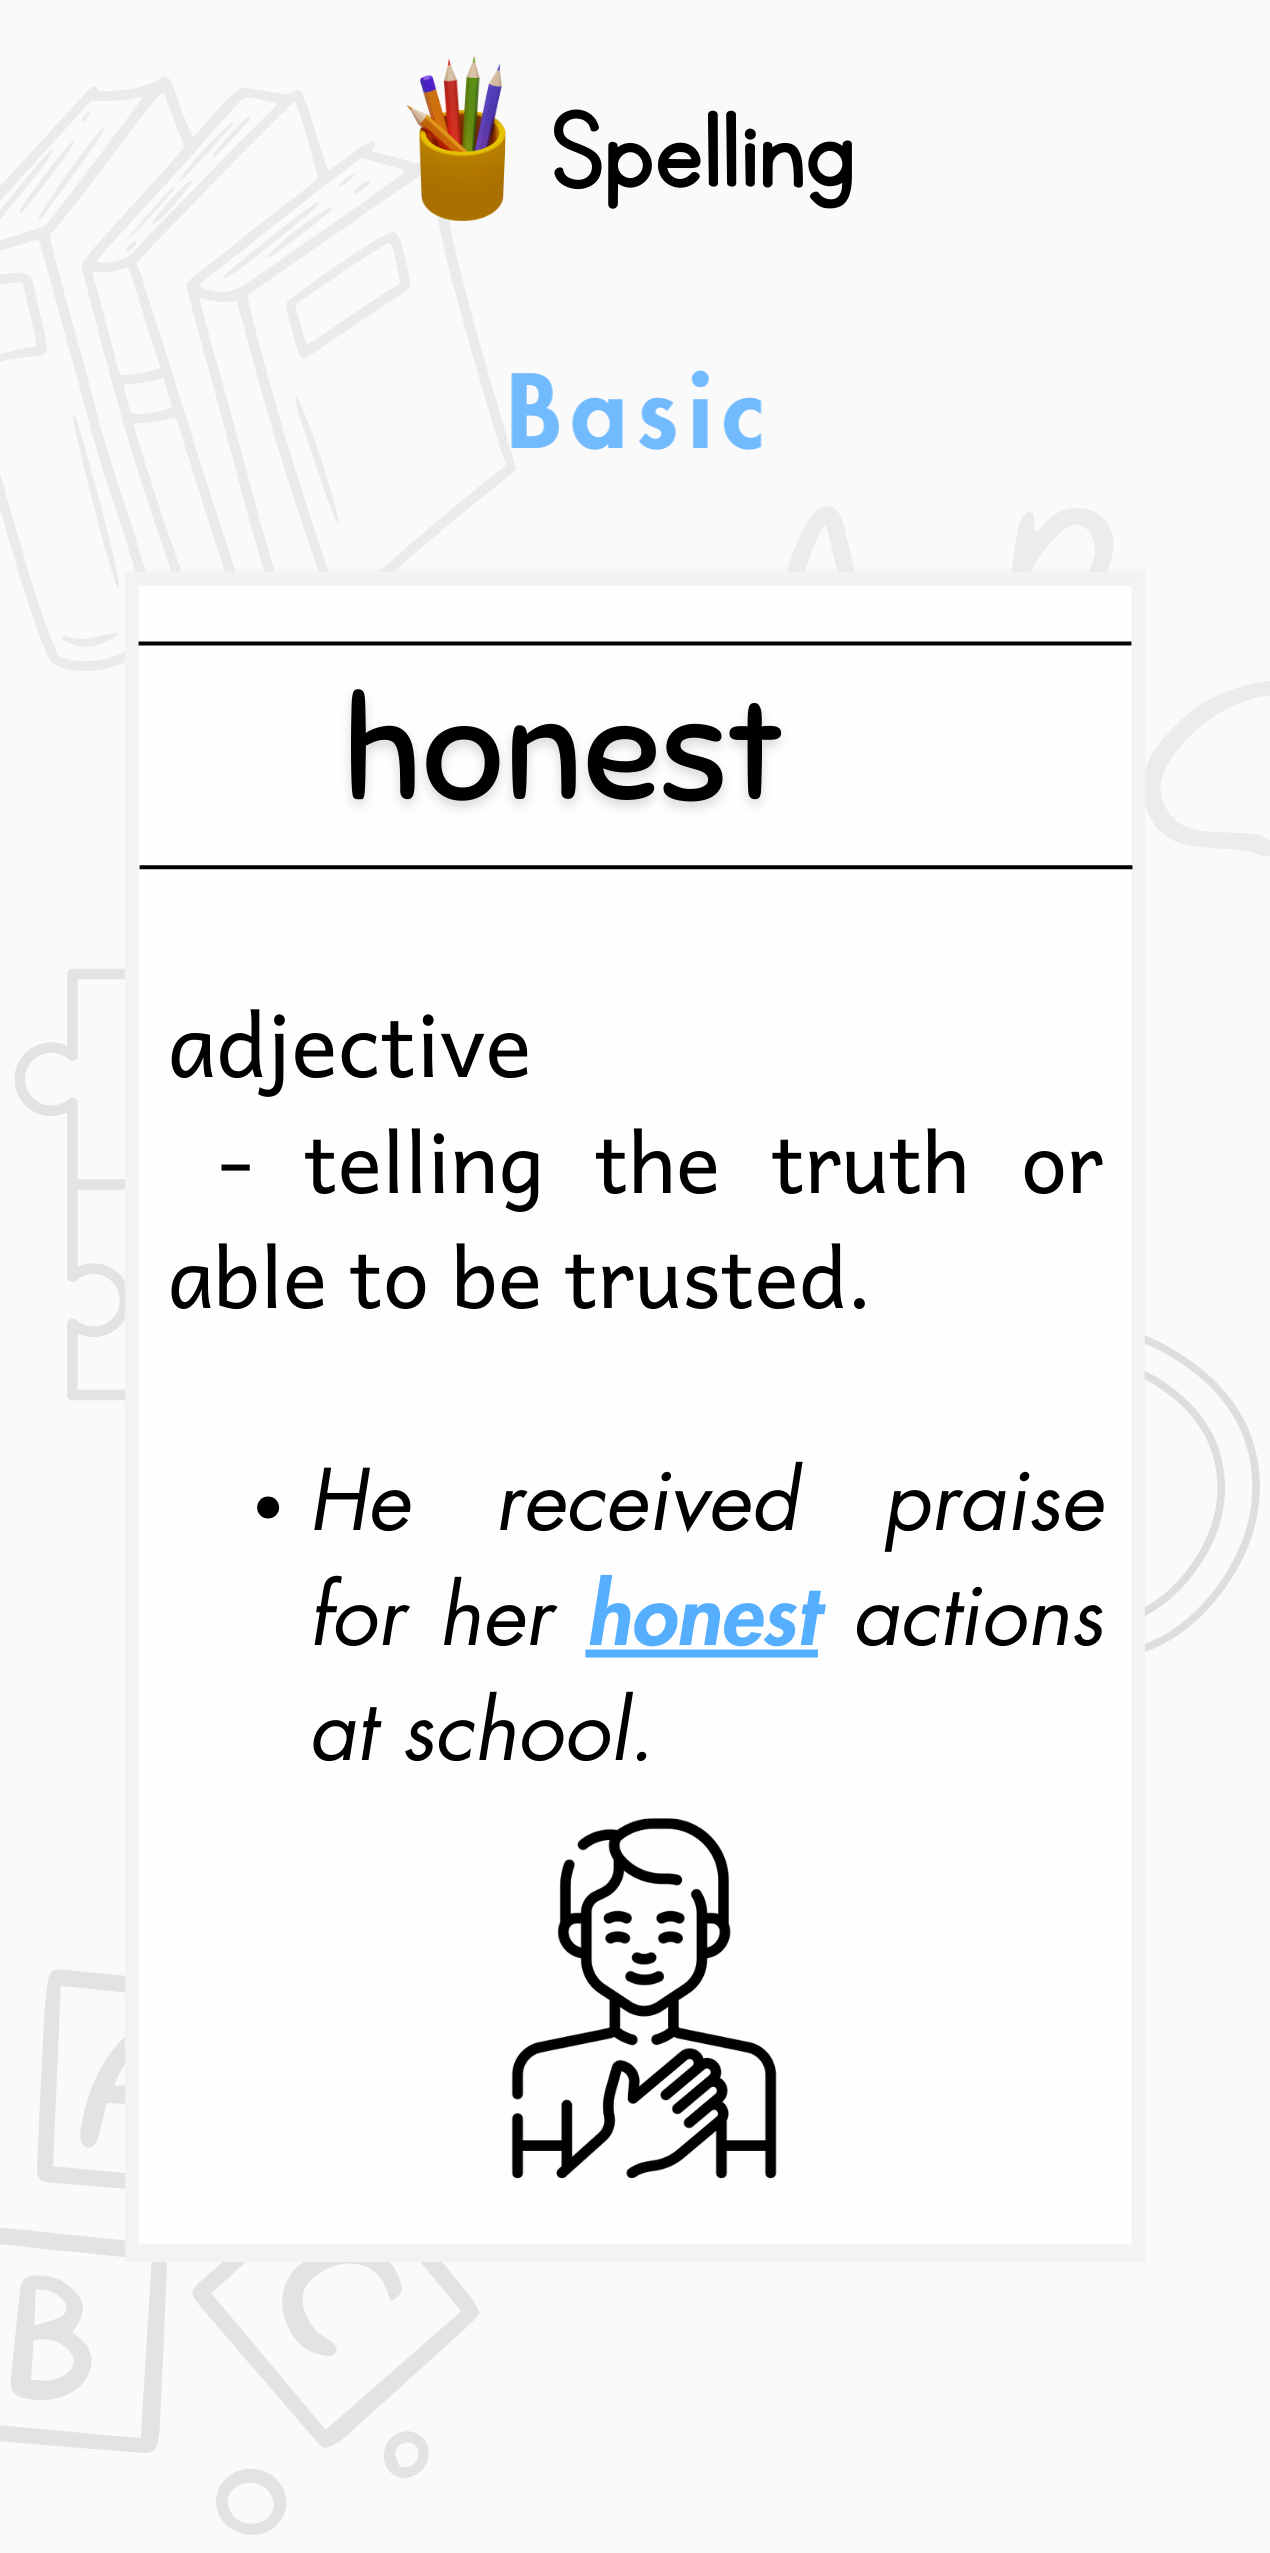 Spelling
Basic
honest
adjective
- telling the truth or
able to be trusted.
• He received praise
for her honest actions
at school.
A
B
C